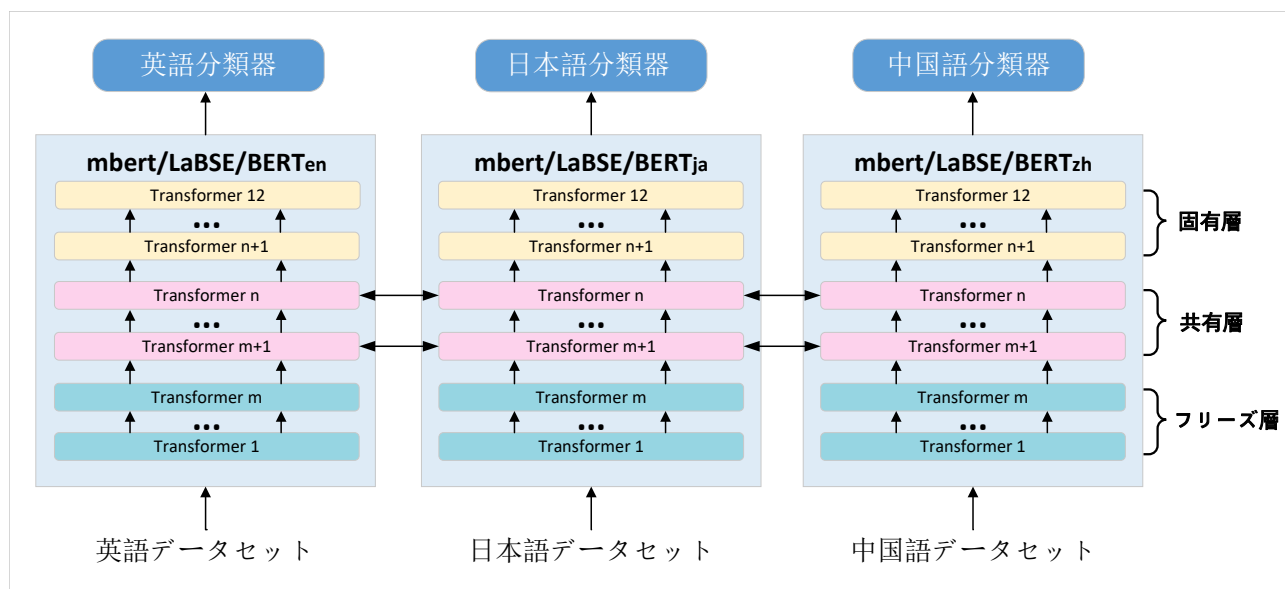 英語分類器
日本語分類器
中国語分類器
mbert/LaBSE/BERTen
mbert/LaBSE/BERTja
mbert/LaBSE/BERTzh
Transformer 12
Transformer 12
Transformer 12
...
...
...
固有層
Transformer n+1
Transformer n+1
Transformer n+1
Transformer n
Transformer n
Transformer n
...
...
...
共有層
Transformer m+1
Transformer m+1
Transformer m+1
Transformer m
Transformer m
Transformer m
...
...
...
フリーズ層
Transformer 1
Transformer 1
Transformer 1
英語データセット
日本語データセット
中国語データセット